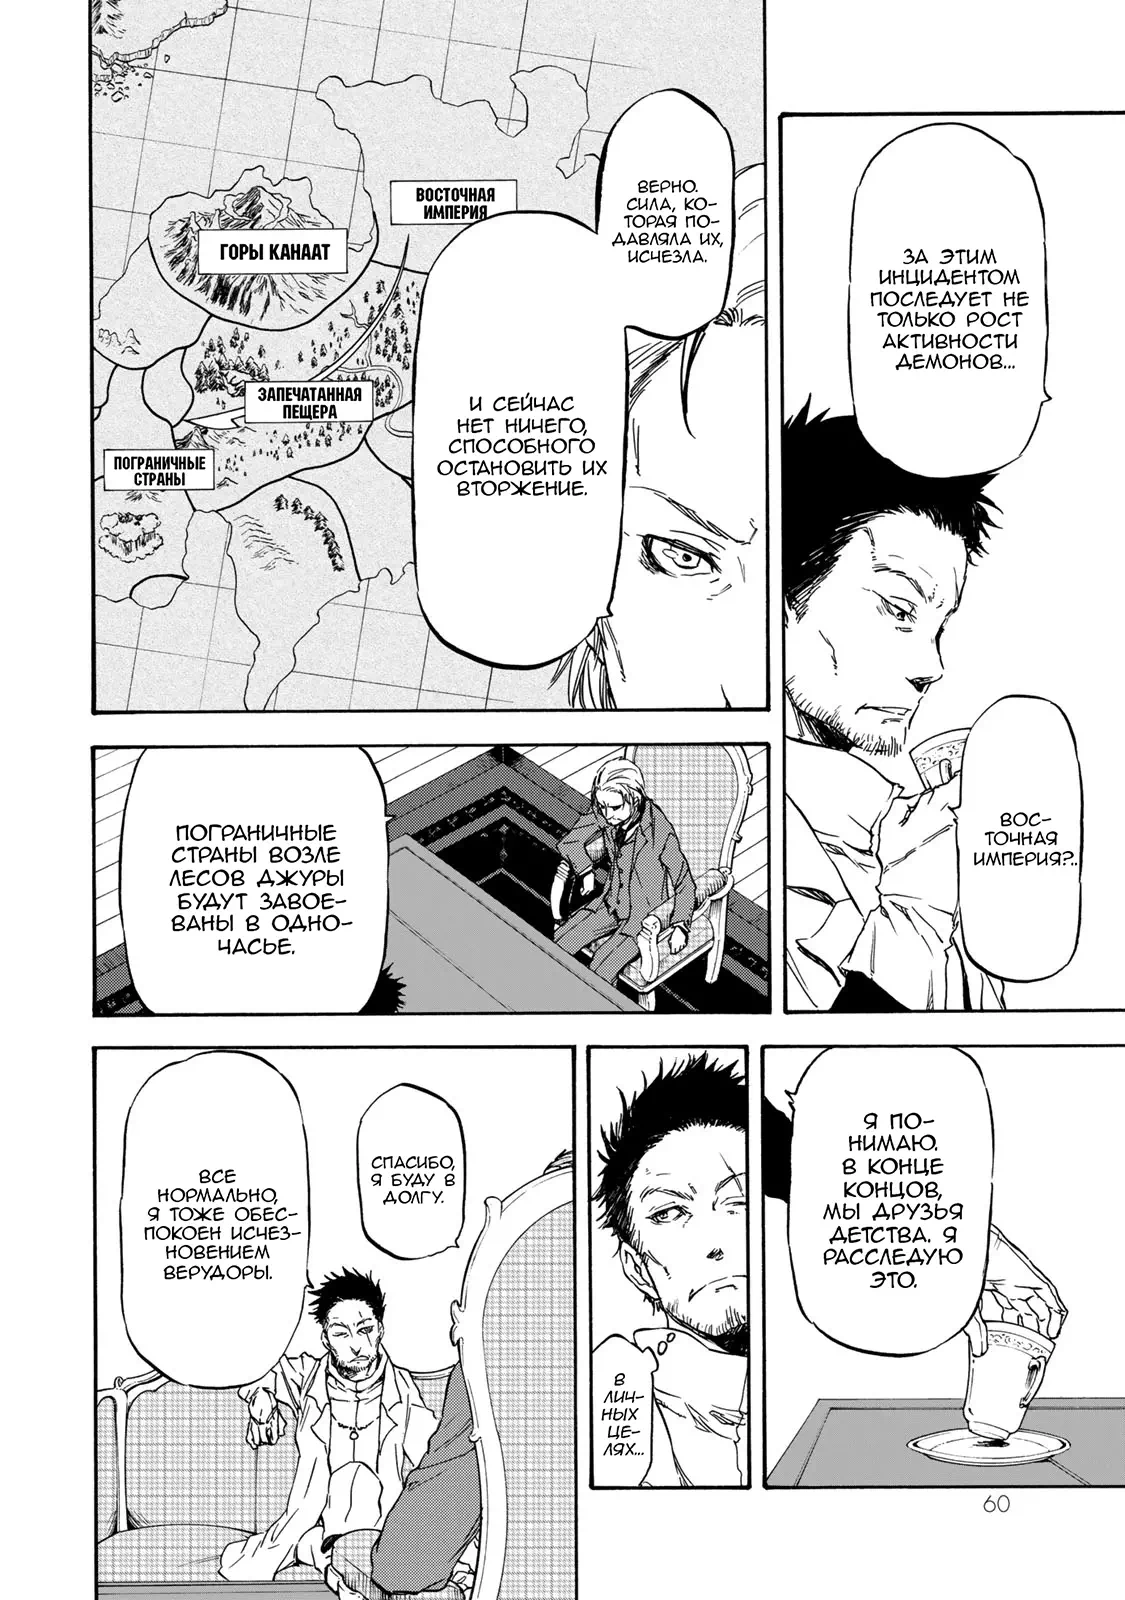 ЗА ЭТИМ
ИНЦИДЕНТОМ
ПОСЛЕДУЕТ НЕ
ТОЛЬКО РОСТ
АКТИВНОСТИ
ДЕМОНОВ...
ВОС-
ТОЧНАЯ
ИМПЕРИЯ?..
ВЕРНО.
СИЛА, КО-
ТОРАЯ ПО-
ДАВЛЯЛА ИХ,
ИСЧЕЗЛА.
И СЕЙЧАС
НЕТ НИЧЕГО,
СПОСОБНОГО
ОСТАНОВИТЬ ИХ
ВТОРЖЕНИЕ.
ВОСТОЧНАЯ
ИМПЕРИЯ
ГОРЫ КАНААТ
ЗАПЕЧАТАННАЯ
ПЕЩЕРА
ПОГРАНИЧНЫЕ
СТРАНЫ
ПОГРАНИЧНЫЕ
СТРАНЫ ВОЗЛЕ
ЛЕСОВ ДЖУРЫ
БУДУТ ЗАВОЕ-
ВАНЫ В ОДНО-
ЧАСЬЕ.
Я ПО-
НИМАЮ.
В КОНЦЕ
КОНЦОВ,
МЫ ДРУЗЬЯ
ДЕТСТВА. Я
РАССЛЕДУЮ
ЭТО.
В
ЛИЧ-
НЫХ
ЦЕ-
ЛЯХ...
СПАСИБО,
Я БУДУ В
ДОЛГУ.
ВСЕ
НОРМАЛЬНО,
Я ТОЖЕ ОБЕС-
ПОКОЕН ИСЧЕЗ-
НОВЕНИЕМ
ВЕРУДОРЫ.
60